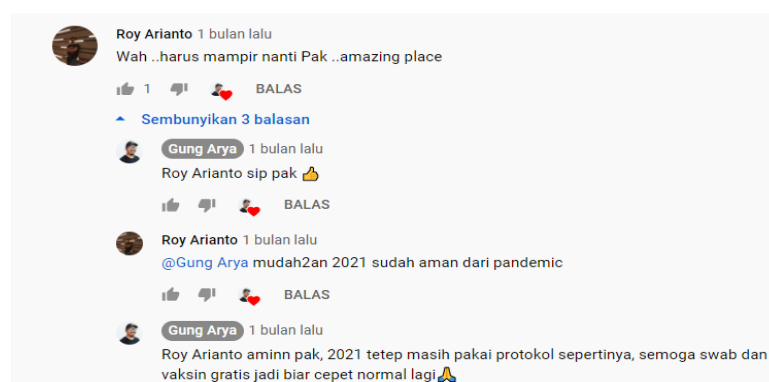 Roy Arianto 1 bulan lalu
Wah ..harus mampir nanti Pak ..amazing place
1 BALAS
Sembunyikan 3 balasan
Gung Arya 1 bulan lalu
Roy Arianto sip pak 👍
BALAS
Roy Arianto 1 bulan lalu
@Gung Arya mudah2an 2021 sudah aman dari pandemic
BALAS
Gung Arya 1 bulan lalu
Roy Arianto aminn pak, 2021 tetep masih pakai protokol sepertinya, semoga swab dan
vaksin gratis jadi biar cepet normal lagi🙏